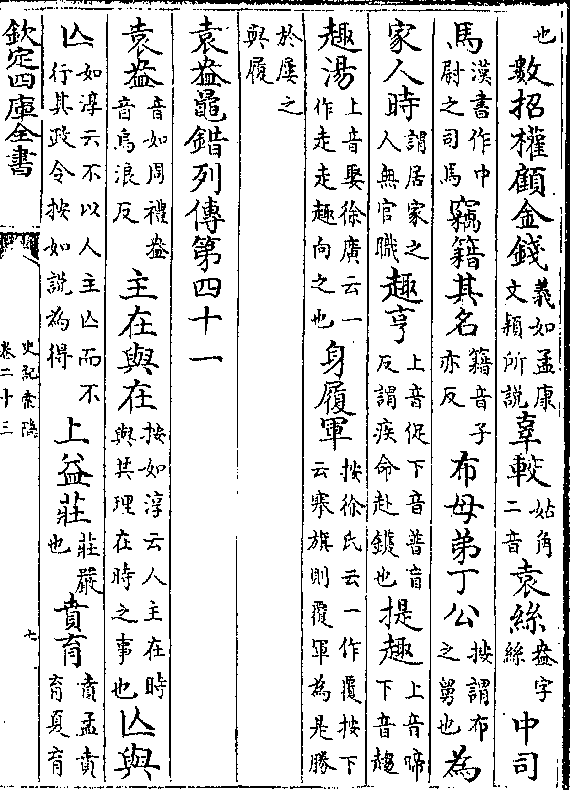 也數招權顧金錢義如孟康文穎所說辜較姑角二音袁絲盎字絲中司
馬漢書作中尉之司馬竊籍其名籍音子亦反布母弟丁公按謂布之舅也為
家人時謂居家之人無官職趣亨上音促下音普盲反謂疾命赴鑊也提趣上音啼下音趨
趣湯上音娶徐廣云一作走走趣向之也身履軍按徐氏云一作覆按下云搴旗則覆軍為是勝
於屨之與履
袁盎鼂錯列傳第四十一
袁盎音如周禮盎音烏浪反主在與在按如淳云人主在時與共理在時之事也亾與
亾如淳云不以人主亾而不行其政令按如說為得上益莊莊嚴也賁育賁孟賁育夏育
欽定四庫全書
史記索隱
卷二十三
七